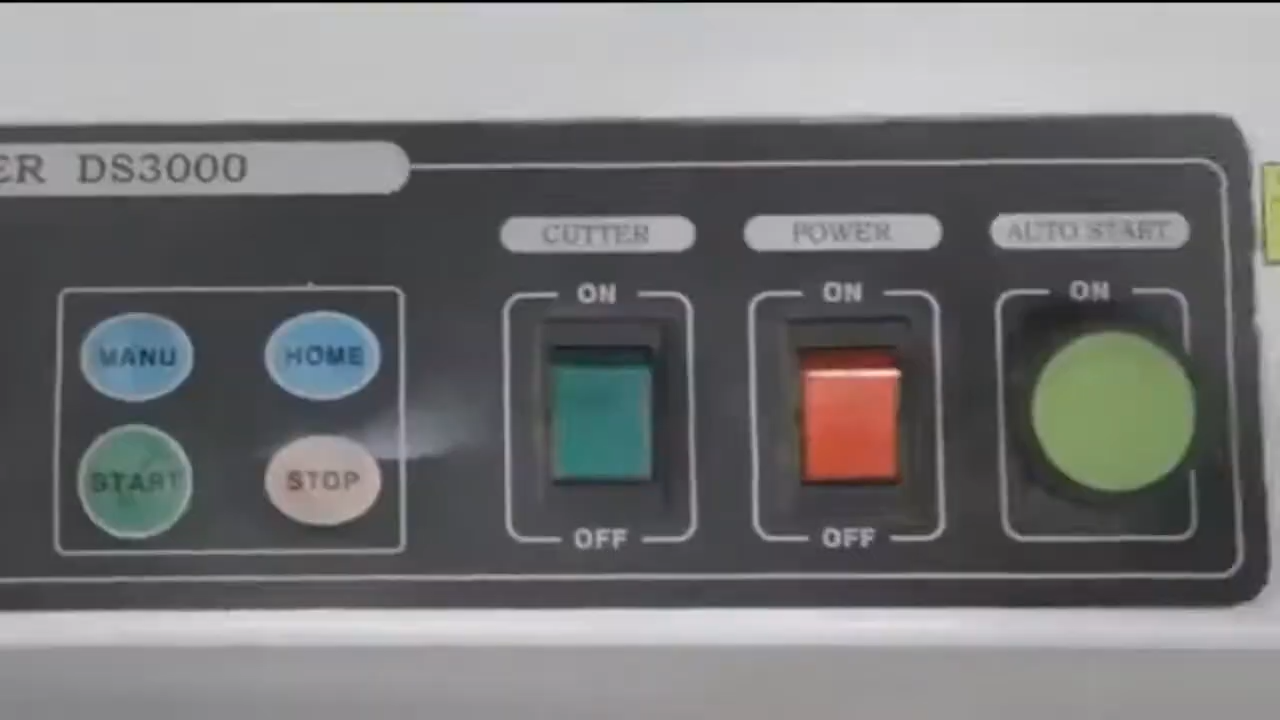 ER DS3000
CUTTER
POWER
AUTO START
ON
ON
ON
MANU
HOME
START
STOP
OFF
OFF